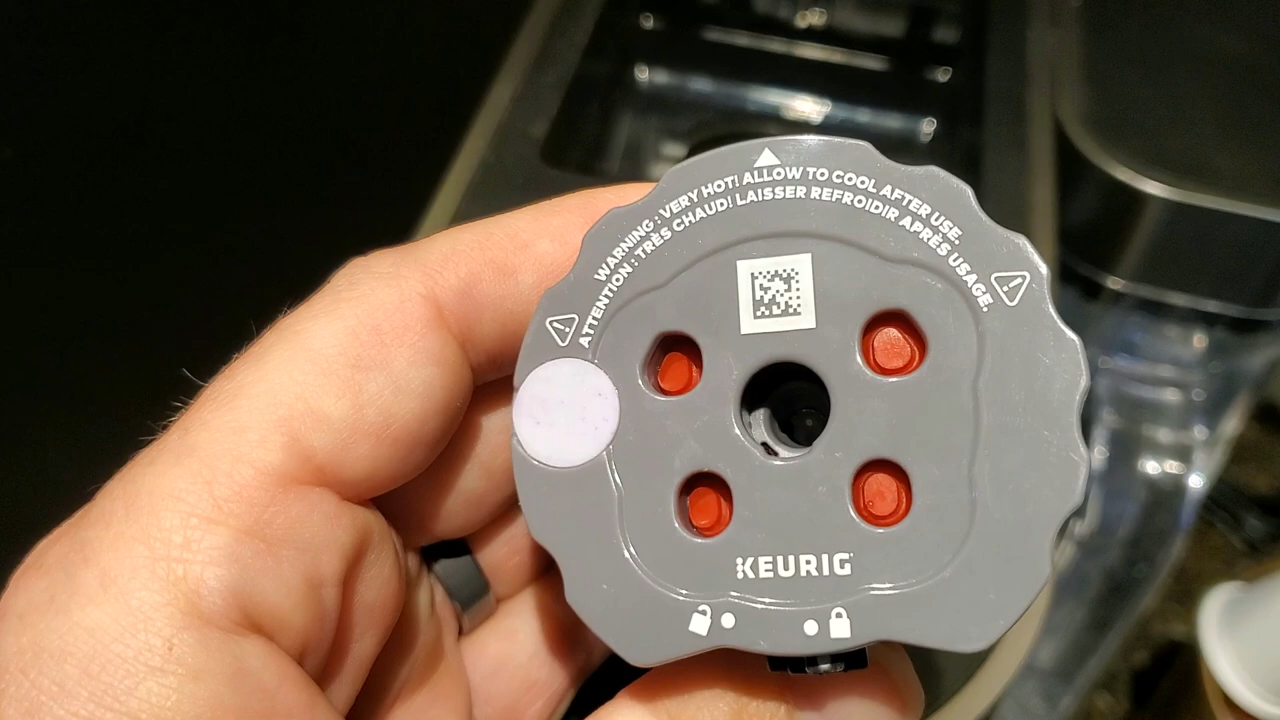 WARNING : VERY HOT! ALLOW TO COOL AFTER USE.
ATTENTION : TRÈS CHAUD! LAISSER REFROIDIR APRÈS USAGE.
KEURIG